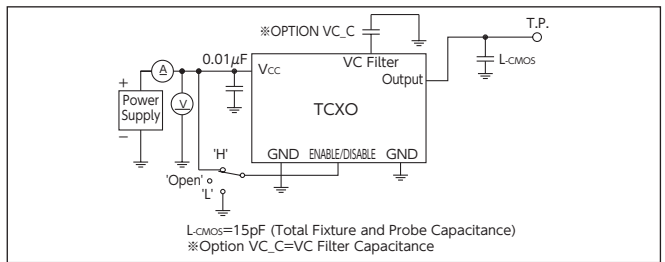 ※OPTION VC_C
T.P.
0.01μF
VCC
VC Filter
L-CMOS
Output
+
A
Power
Supply
V
TCXO
−
'H'
GND
ENABLE/DISABLE
GND
'Open'
'L'
L-CMOS=15pF (Total Fixture and Probe Capacitance)
※Option VC_C=VC Filter Capacitance